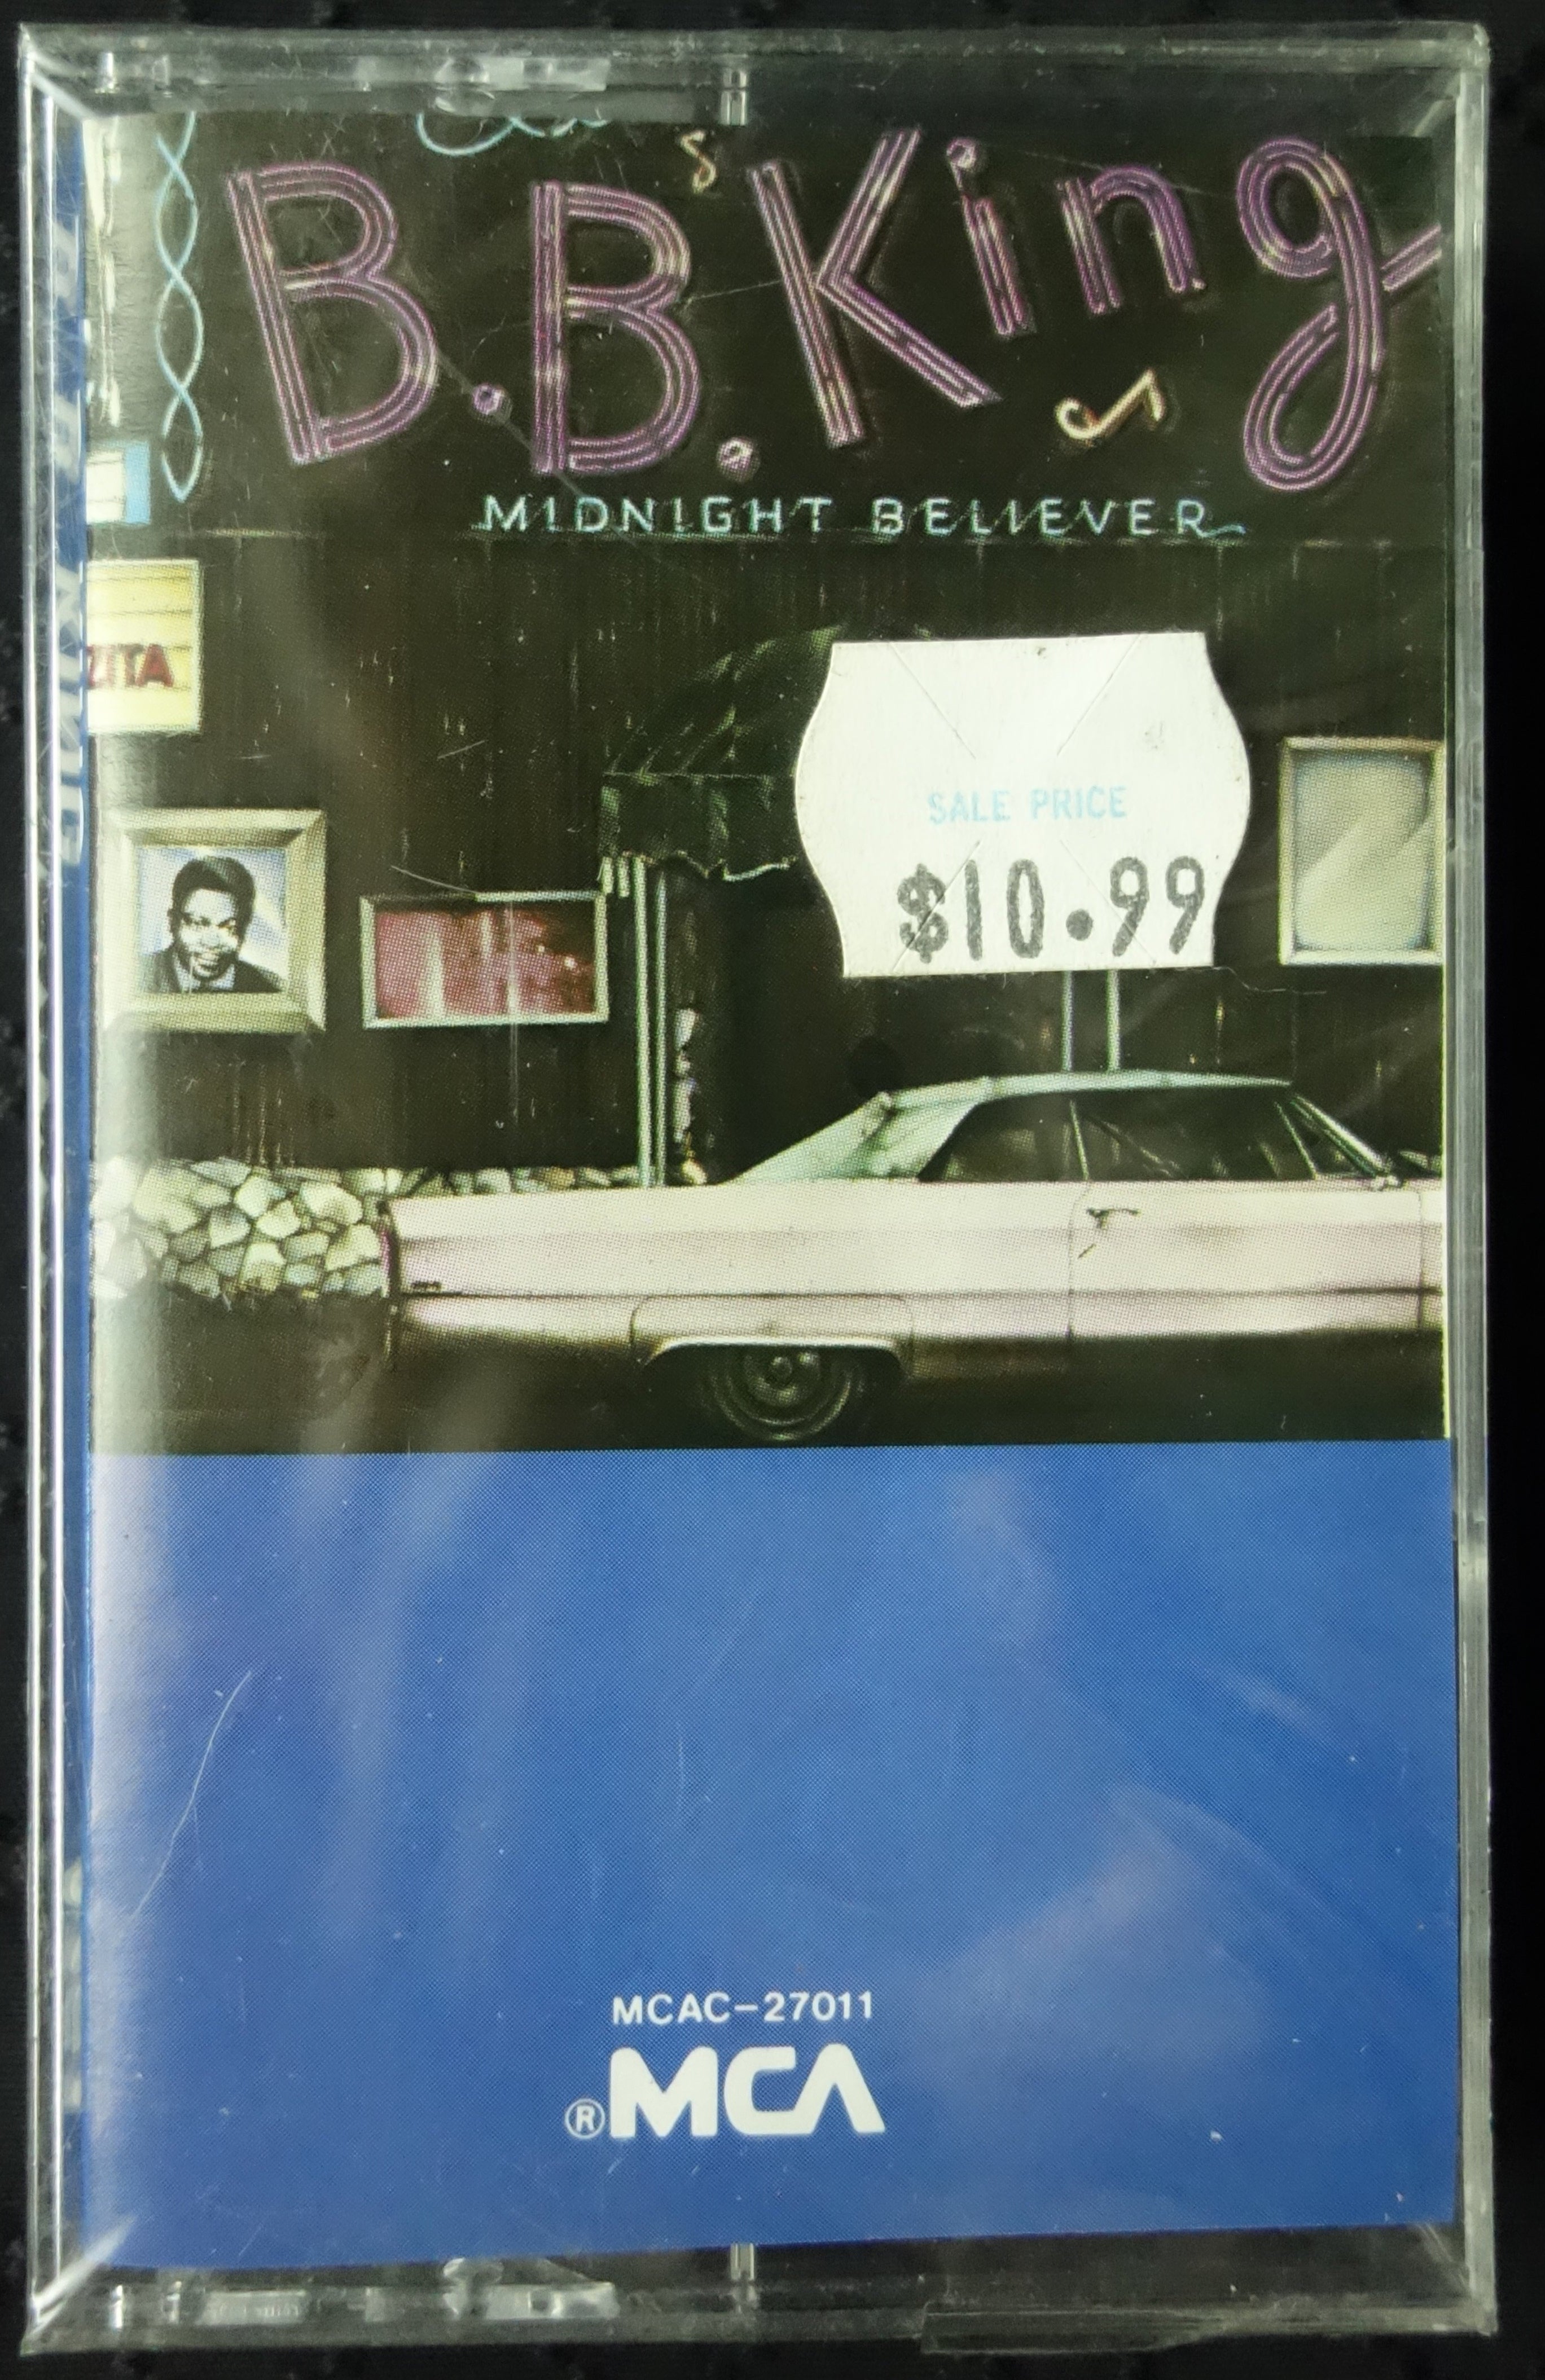 B.B.King
MIDNIGHT BELIEVER
ZITA
SALE PRICE
$10.99
MCAC-27011
®MCA